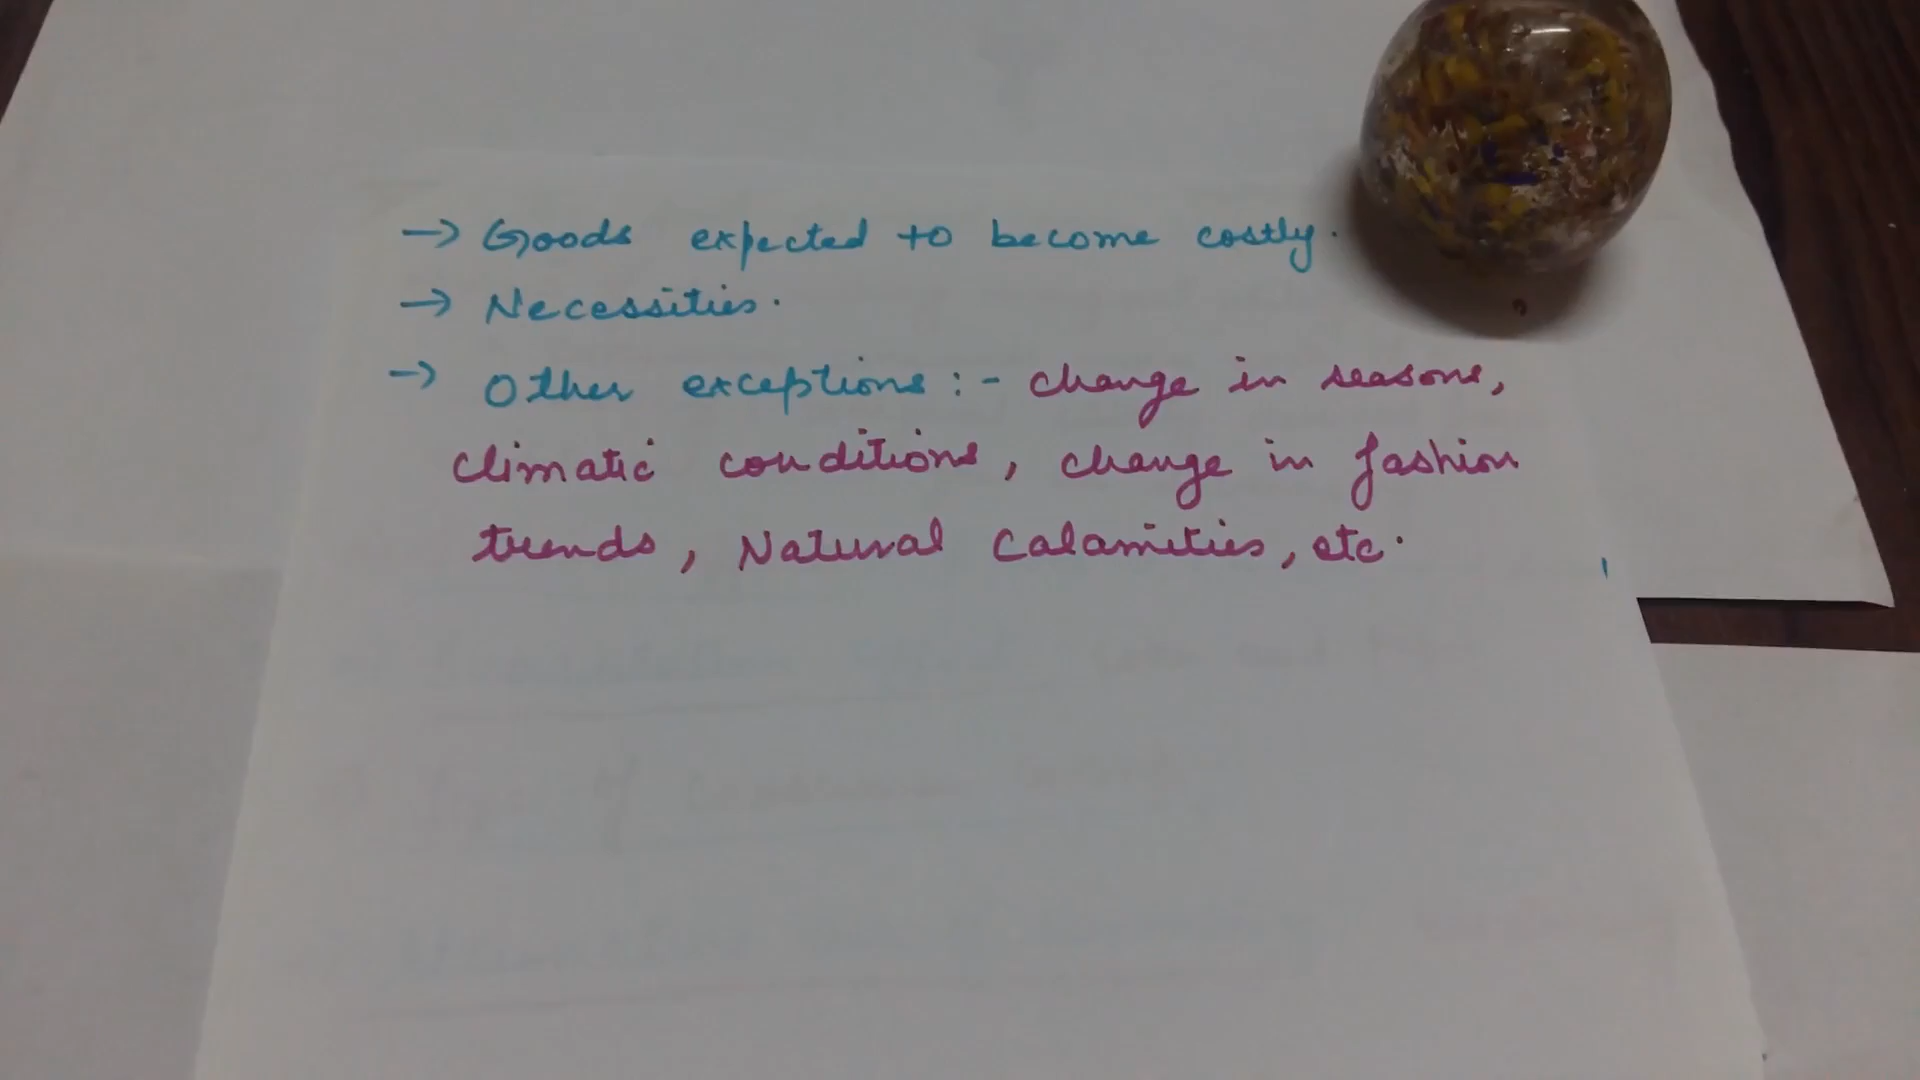 → Goods expected to become costly.
→ Necessities.
→ Other exceptions :- change in seasons,
climatic conditions, change in fashion
trends, Natural Calamities, etc.